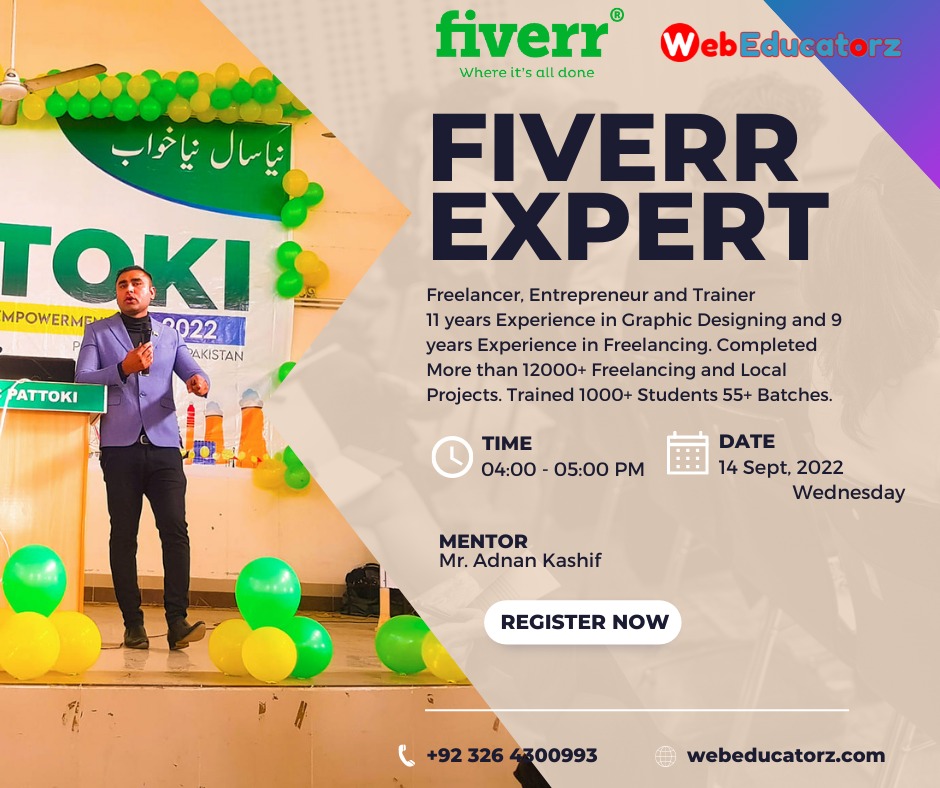 fiverr®
Where it's all done
WebEducatorz
نیا سال نیا خواب
TOKI
EMPOWERMEN
2022
PAKISTAN
PATTOKI
FIVERR
EXPERT
Freelancer, Entrepreneur and Trainer
11 years Experience in Graphic Designing and 9
years Experience in Freelancing. Completed
More than 12000+ Freelancing and Local
Projects. Trained 1000+ Students 55+ Batches.
TIME
04:00 - 05:00 PM
DATE
14 Sept, 2022
Wednesday
MENTOR
Mr. Adnan Kashif
REGISTER NOW
+92 326 4300993
webeducatorz.com